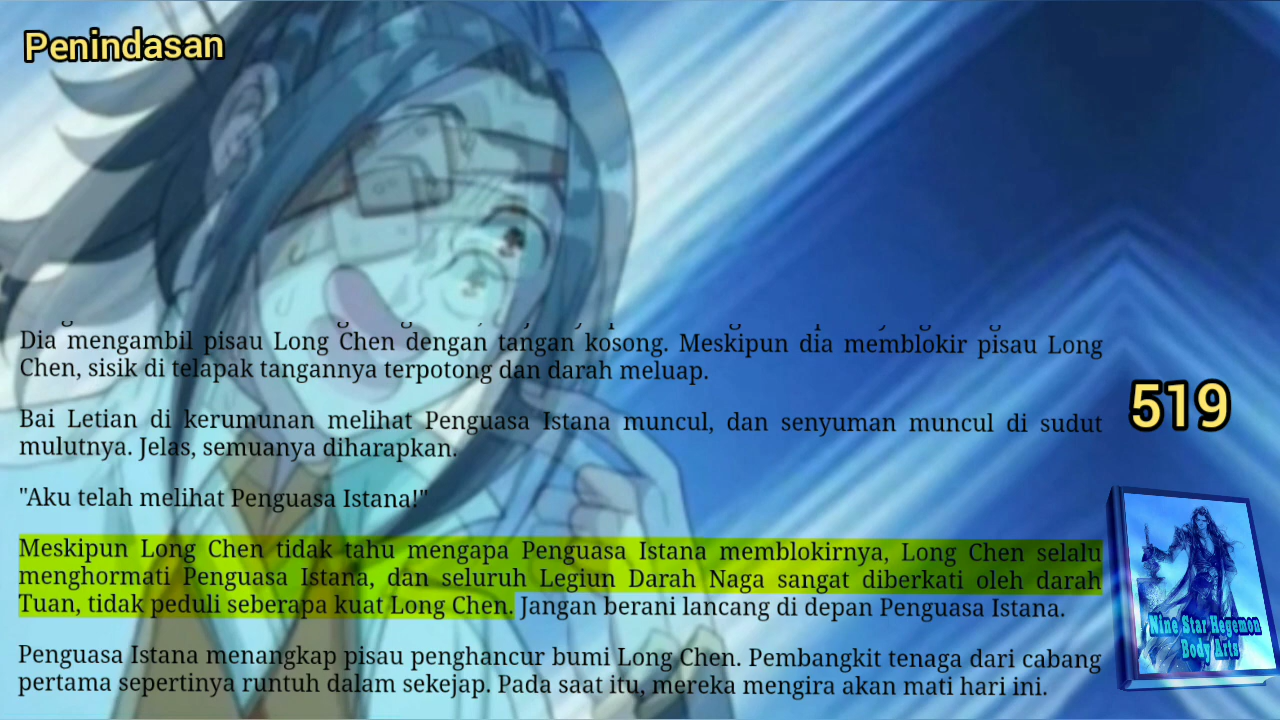 Penindasan
Dia mengambil pisau Long Chen dengan tangan kosong. Meskipun dia memblokir pisau Long
Chen, sisik di telapak tangannya terpotong dan darah meluap.
Bai Letian di kerumunan melihat Penguasa Istana muncul, dan senyuman muncul di sudut
mulutnya. Jelas, semuanya diharapkan.
"Aku telah melihat Penguasa Istana!"
Meskipun Long Chen tidak tahu mengapa Penguasa Istana memblokirnya, Long Chen selalu
menghormati Penguasa Istana, dan seluruh Legiun Darah Naga sangat diberkati oleh darah
Tuan, tidak peduli seberapa kuat Long Chen. Jangan berani lancang di depan Penguasa Istana.
Penguasa Istana menangkap pisau penghancur bumi Long Chen. Pembangkit tenaga dari cabang
pertama sepertinya runtuh dalam sekejap. Pada saat itu, mereka mengira akan mati hari ini.
519
Nine Star Hegemon
Body Arts